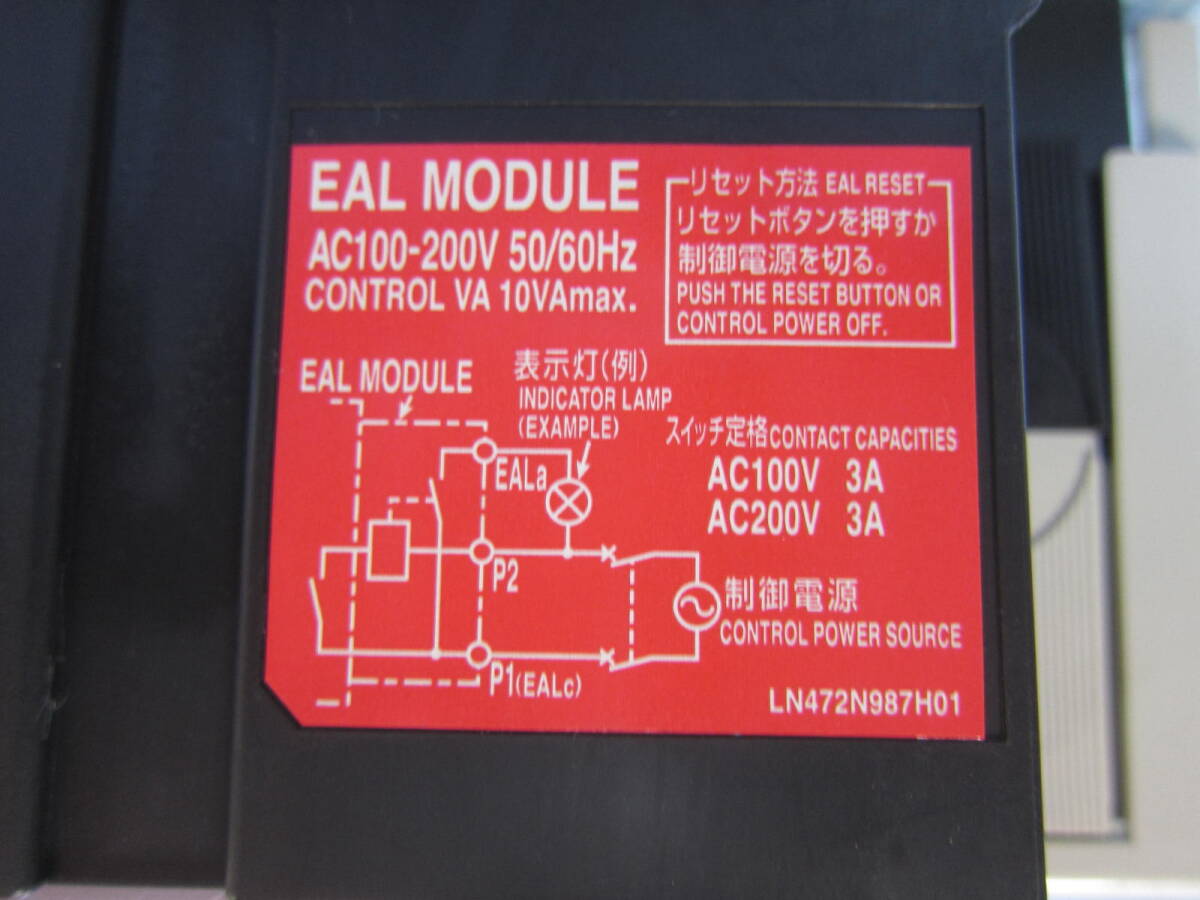 EAL MODULE
AC100-200V 50/60Hz
CONTROL VA 10VAmax.
リセット方法 EAL RESET
リセットボタンを押すか
制御電源を切る。
PUSH THE RESET BUTTON OR
CONTROL POWER OFF.
EAL MODULE
表示灯(例)
INDICATOR LAMP
(EXAMPLE)
EALa
P2
P1(EALc)
スイッチ定格CONTACT CAPACITIES
AC100V 3A
AC200V 3A
制御電源
CONTROL POWER SOURCE
LN472N987H01